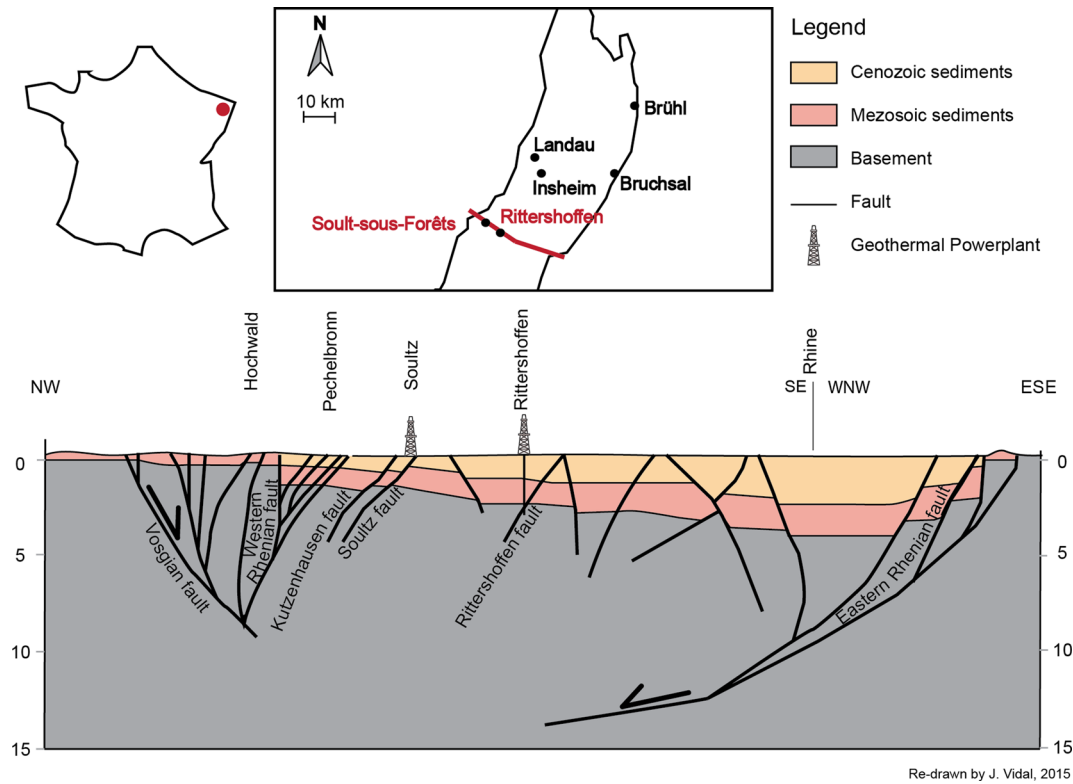 N
10 km
Brühl
Landau
Insheim
Bruchsal
Soult-sous-Forêts
Rittershoffen
Legend
Cenozoic sediments
Mezosoic sediments
Basement
Fault
Geothermal Powerplant
NW
Hochwald
Pechelbronn
Soultz
Rittershoffen
SE
Rhine
WNW
ESE
0
5
10
15
0
5
10
15
Vosgian fault
Western
Rhenian fault
Kutzenhausen fault
Soultz fault
Rittershoffen fault
Eastern Rhenian fault
Re-drawn by J. Vidal, 2015